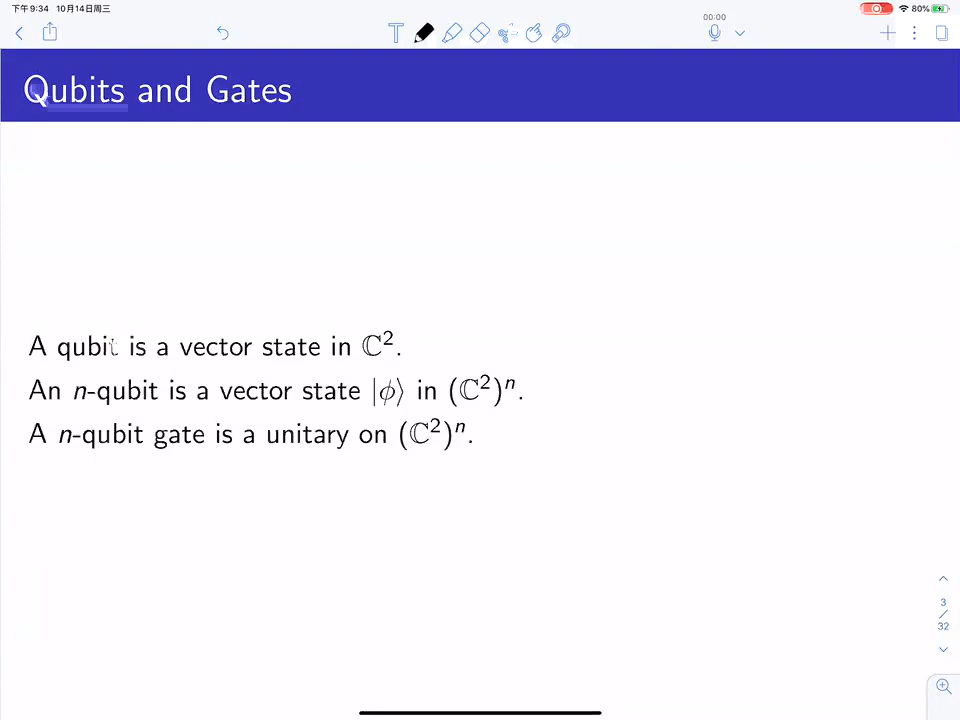 下午9:34 10月14日周三
80%
00:00
Qubits and Gates
A qubit is a vector state in ℂ².
An n-qubit is a vector state |ϕ⟩ in (ℂ²)ⁿ.
A n-qubit gate is a unitary on (ℂ²)ⁿ.
3
/
32